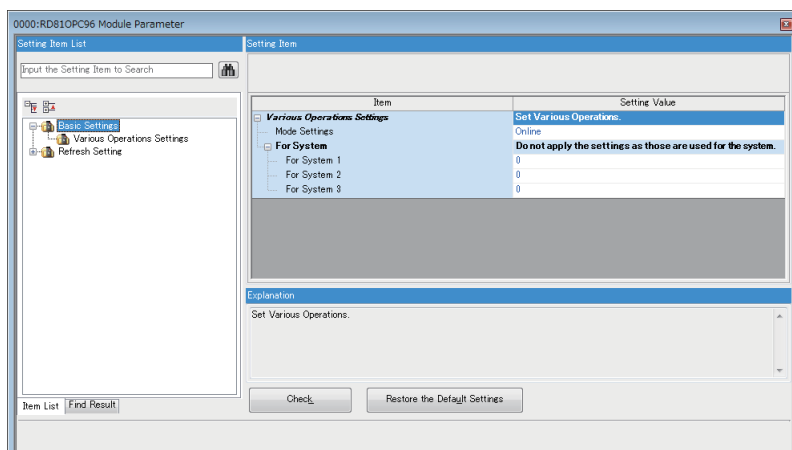 0000:RD81OPC96 Module Parameter
Setting Item List
Input the Setting Item to Search
Basic Settings
Various Operations Settings
Refresh Setting
Item List
Find Result
Setting Item
Item Setting Value
Various Operations Settings Set Various Operations.
Mode Settings Online
For System Do not apply the settings as those are used for the system.
For System 1 0
For System 2 0
For System 3 0
Explanation
Set Various Operations.
Check
Restore the Default Settings